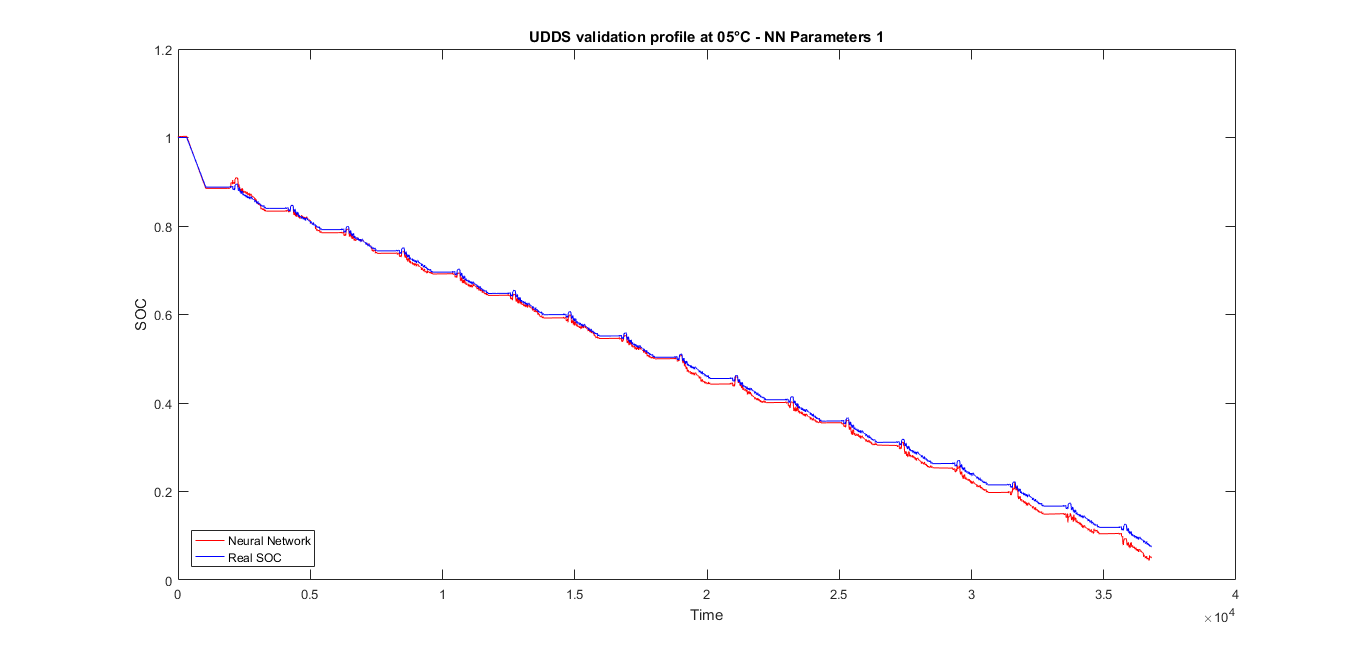 UDDS validation profile at 05°C - NN Parameters 1
1.2
1
0.8
0.6
0.4
0.2
0
SOC
Neural Network
Real SOC
0 0.5 1 1.5 2 2.5 3 3.5 4
Time
×10^4